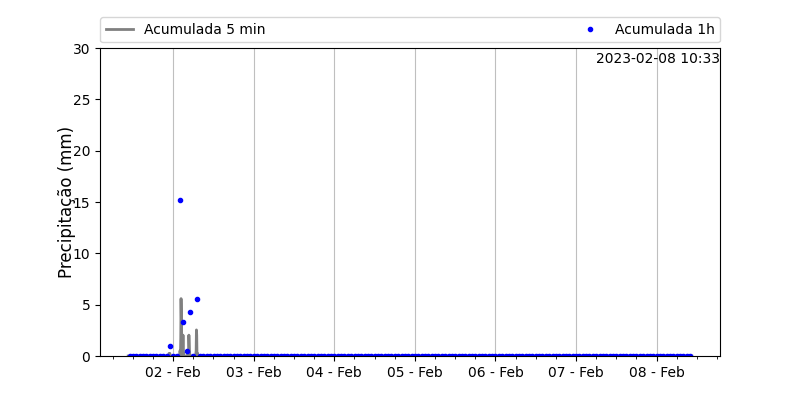 Acumulada 5 min
Acumulada 1h
2023-02-08 10:33
Precipitação (mm)
30
25
20
15
10
5
0
02 - Feb
03 - Feb
04 - Feb
05 - Feb
06 - Feb
07 - Feb
08 - Feb